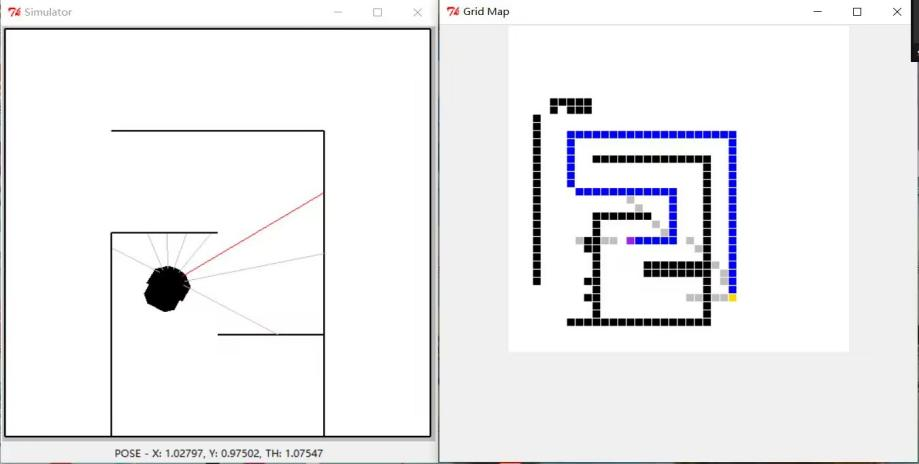 Simulator
Grid Map
POSE - X: 1.02797, Y: 0.97502, TH: 1.07547